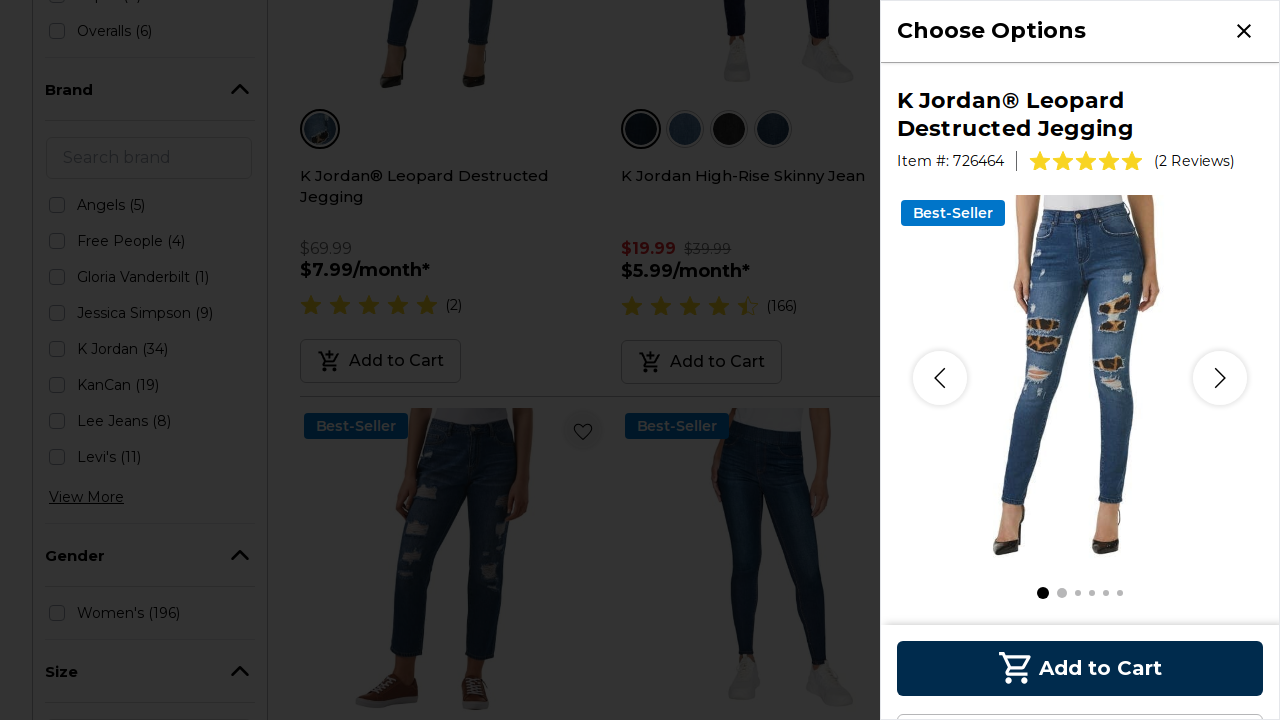 Overalls (6)
Brand
Search brand
Angels (5)
Free People (4)
Gloria Vanderbilt (1)
Jessica Simpson (9)
K Jordan (34)
KanCan (19)
Lee Jeans (8)
Levi's (11)
View More
Gender
Women's (196)
Size
K Jordan® Leopard Destructed
Jegging
$69.99
$7.99/month*
(2)
Add to Cart
K Jordan High-Rise Skinny Jean
$19.99 $39.99
$5.99/month*
(166)
Add to Cart
Best-Seller
Best-Seller
Choose Options
K Jordan® Leopard
Destructed Jegging
Item #: 726464
(2 Reviews)
Best-Seller
Add to Cart